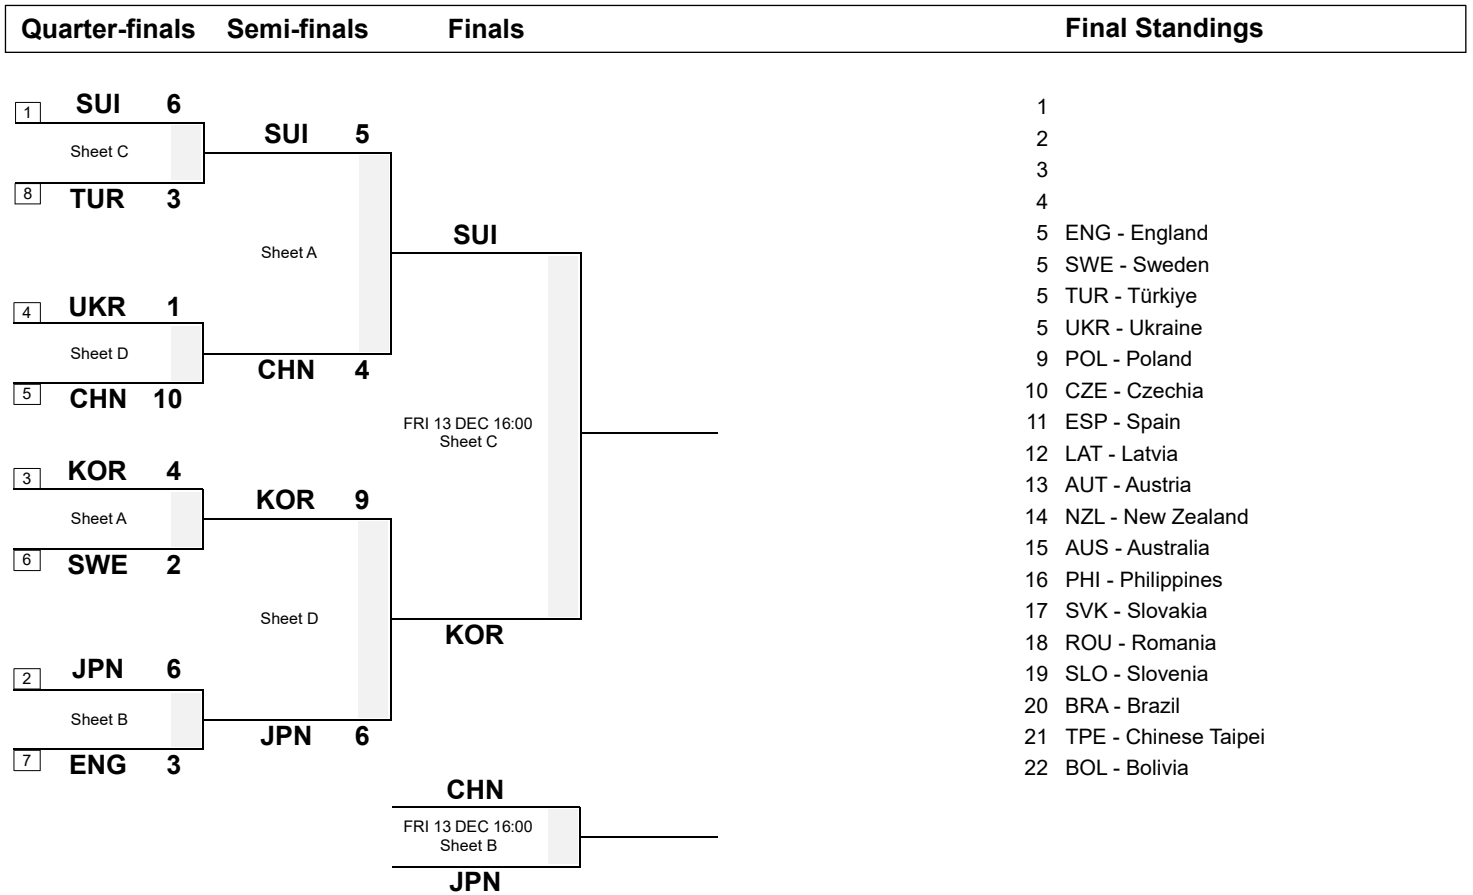 Quarter-finals Semi-finals Finals Final Standings
1 SUI 6
Sheet C
8 TUR 3
4 UKR 1
Sheet D
5 CHN 10
3 KOR 4
Sheet A
6 SWE 2
2 JPN 6
Sheet B
7 ENG 3
SUI 5
Sheet A
CHN 4
KOR 9
Sheet D
JPN 6
SUI
FRI 13 DEC 16:00
Sheet C
KOR
CHN
FRI 13 DEC 16:00
Sheet B
JPN
1
2
3
4
5 ENG - England
5 SWE - Sweden
5 TUR - Türkiye
5 UKR - Ukraine
9 POL - Poland
10 CZE - Czechia
11 ESP - Spain
12 LAT - Latvia
13 AUT - Austria
14 NZL - New Zealand
15 AUS - Australia
16 PHI - Philippines
17 SVK - Slovakia
18 ROU - Romania
19 SLO - Slovenia
20 BRA - Brazil
21 TPE - Chinese Taipei
22 BOL - Bolivia